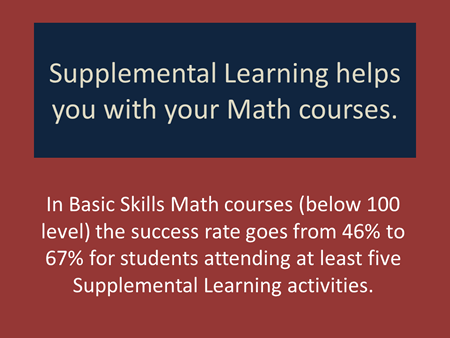 Supplemental Learning helps
you with your Math courses.
In Basic Skills Math courses (below 100
level) the success rate goes from 46% to
67% for students attending at least five
Supplemental Learning activities.